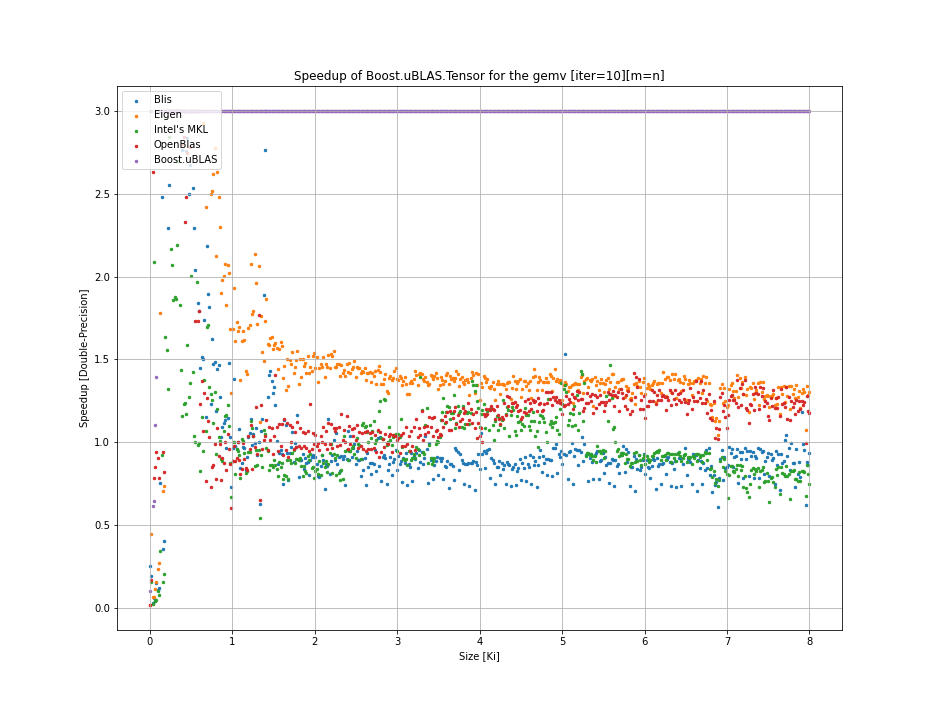 Speedup of Boost.uBLAS.Tensor for the gemv [iter=10][m=n]
Blis
Eigen
Intel's MKL
OpenBlas
Boost.uBLAS
3.0
2.5
2.0
1.5
1.0
0.5
0.0
Speedup [Double-Precision]
0 1 2 3 4 5 6 7 8
Size [Ki]